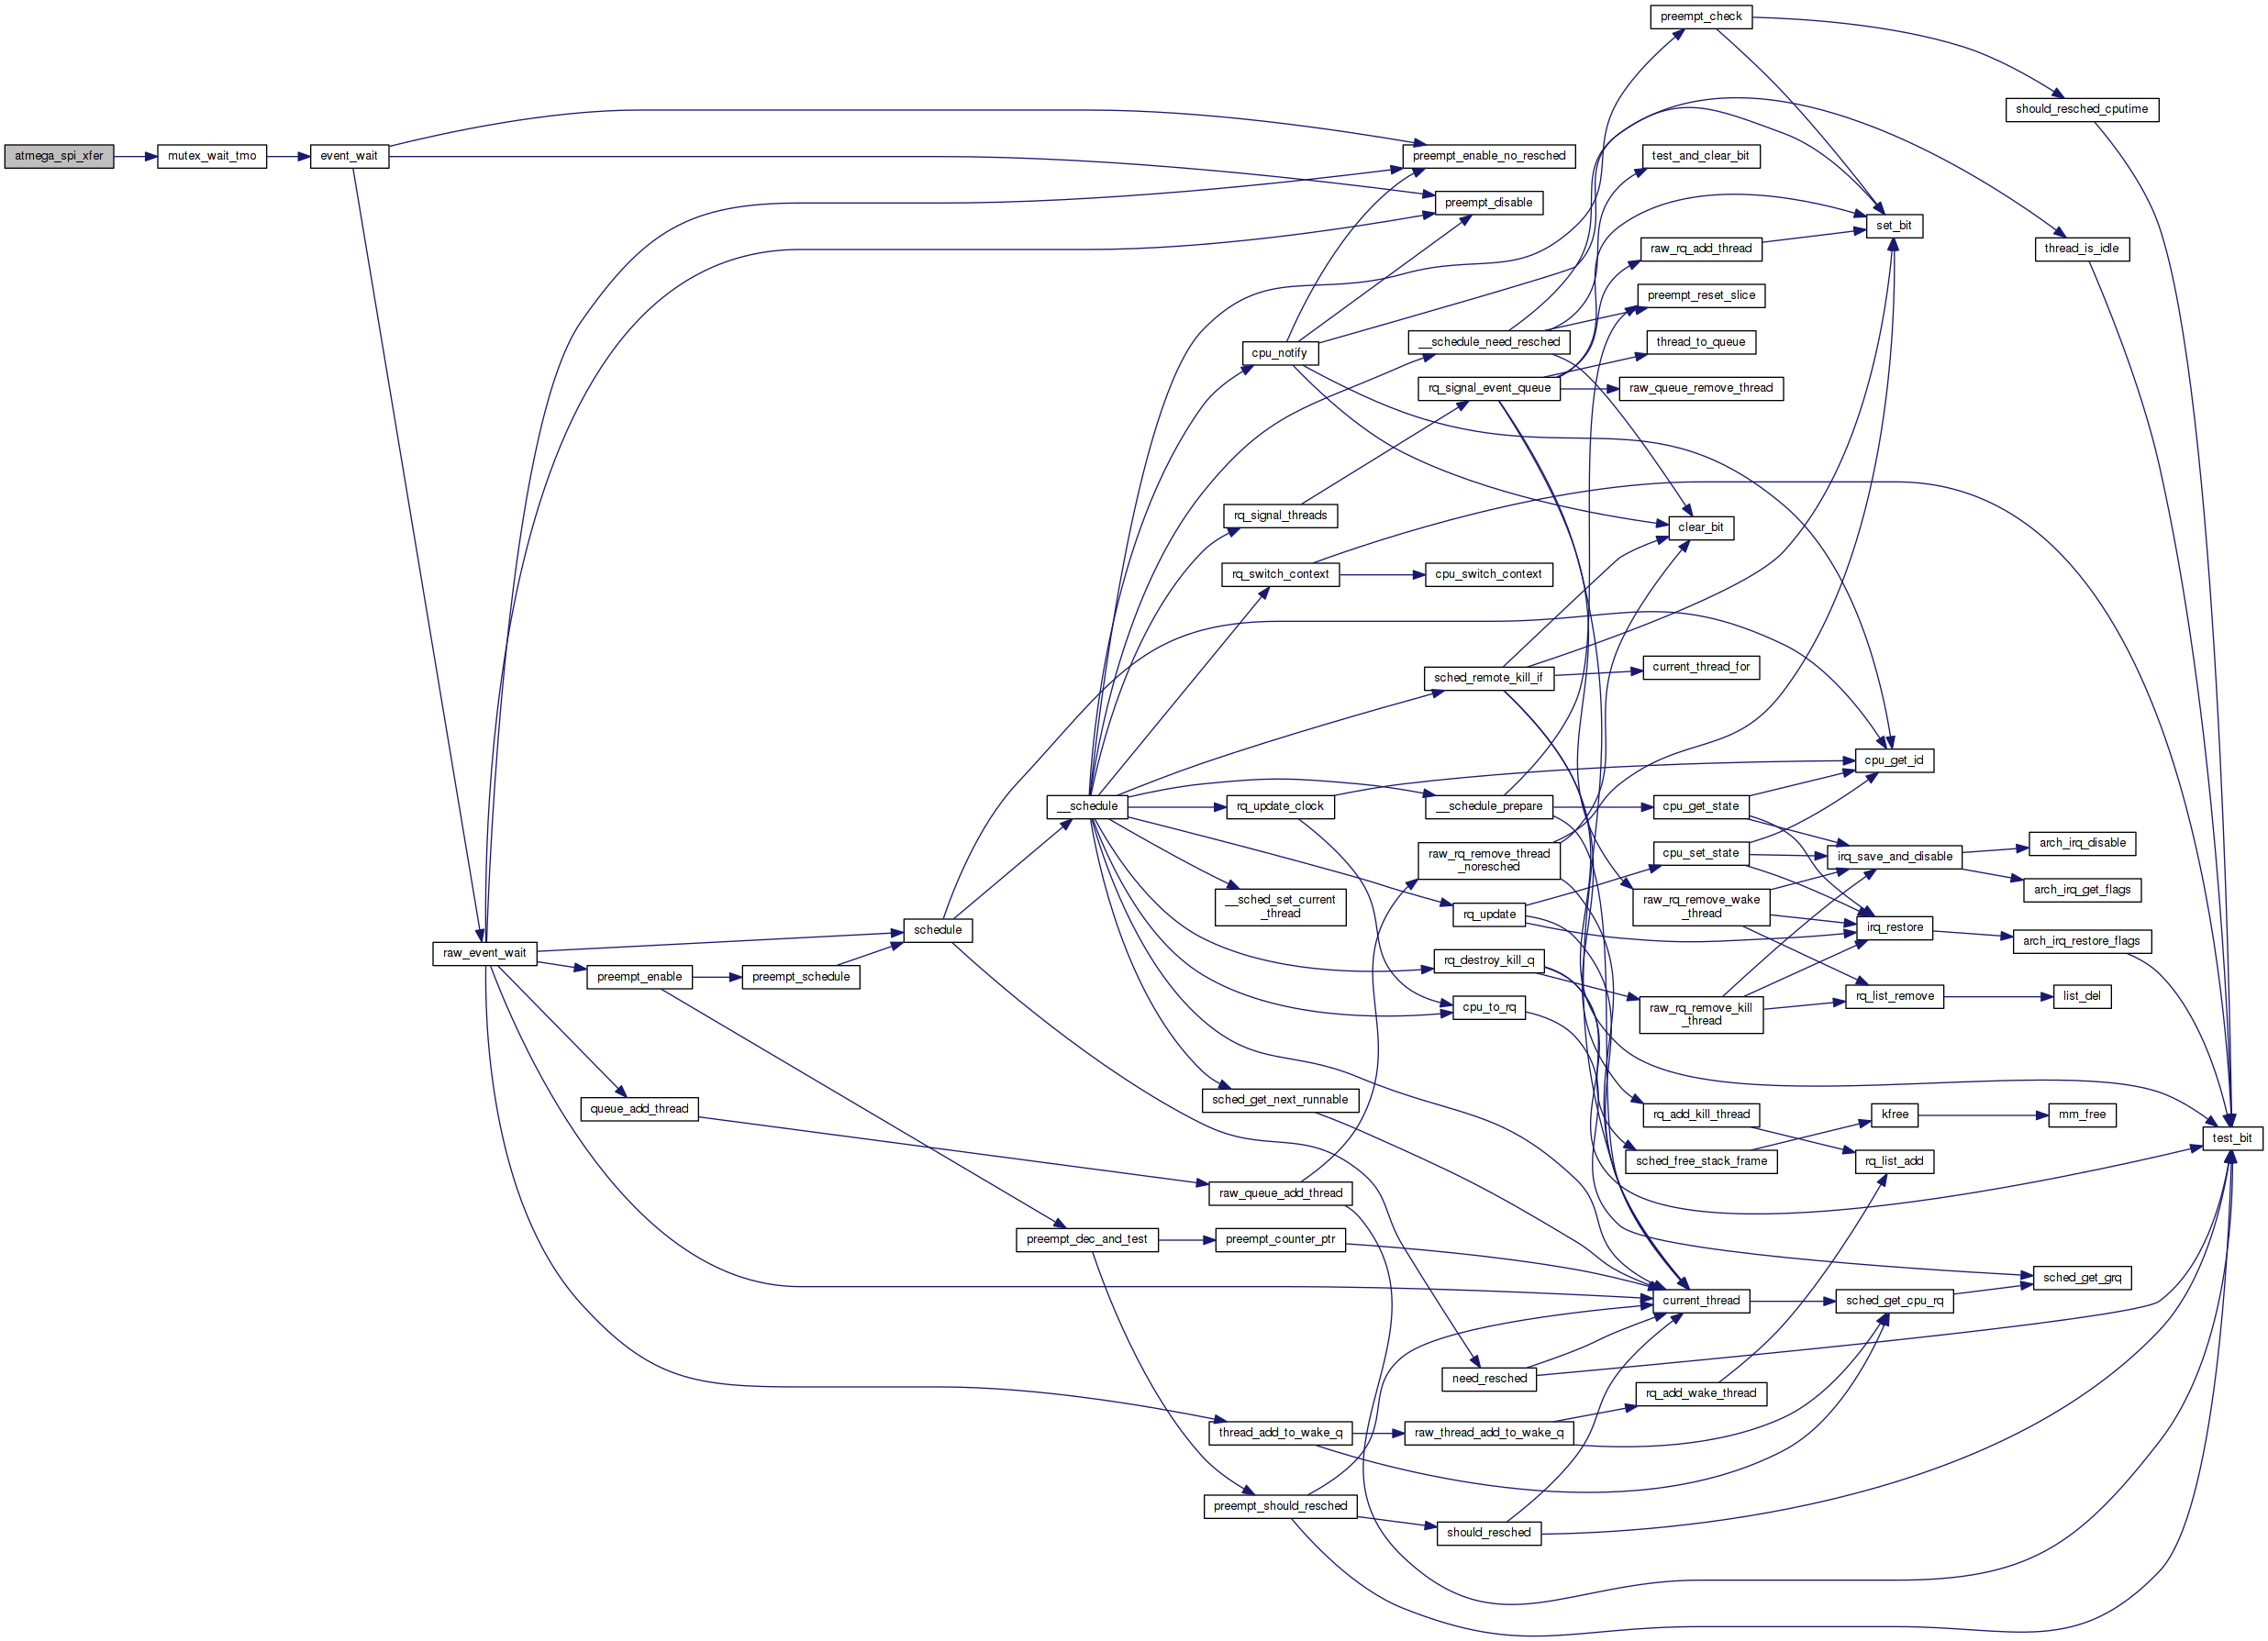 preempt_check
should_resched_cputime
atmega_spi_xfer
mutex_wait_tmo
event_wait
preempt_enable_no_resched
test_and_clear_bit
preempt_disable
set_bit
raw_rq_add_thread
thread_is_idle
preempt_reset_slice
cpu_notify
__schedule_need_resched
thread_to_queue
rq_signal_event_queue
raw_queue_remove_thread
rq_signal_threads
clear_bit
rq_switch_context
cpu_switch_context
sched_remote_kill_if
current_thread_for
cpu_get_id
__schedule
rq_update_clock
__schedule_prepare
cpu_get_state
raw_rq_remove_thread
_noresched
cpu_set_state
irq_save_and_disable
arch_irq_disable
arch_irq_get_flags
__sched_set_current
_thread
rq_update
raw_rq_remove_wake
_thread
schedule
irq_restore
arch_irq_restore_flags
raw_event_wait
preempt_enable
preempt_schedule
rq_destroy_kill_q
cpu_to_rq
raw_rq_remove_kill
_thread
rq_list_remove
list_del
queue_add_thread
sched_get_next_runnable
rq_add_kill_thread
kfree
mm_free
test_bit
sched_free_stack_frame
rq_list_add
raw_queue_add_thread
preempt_dec_and_test
preempt_counter_ptr
sched_get_grq
current_thread
sched_get_cpu_rq
need_resched
rq_add_wake_thread
thread_add_to_wake_q
raw_thread_add_to_wake_q
preempt_should_resched
should_resched